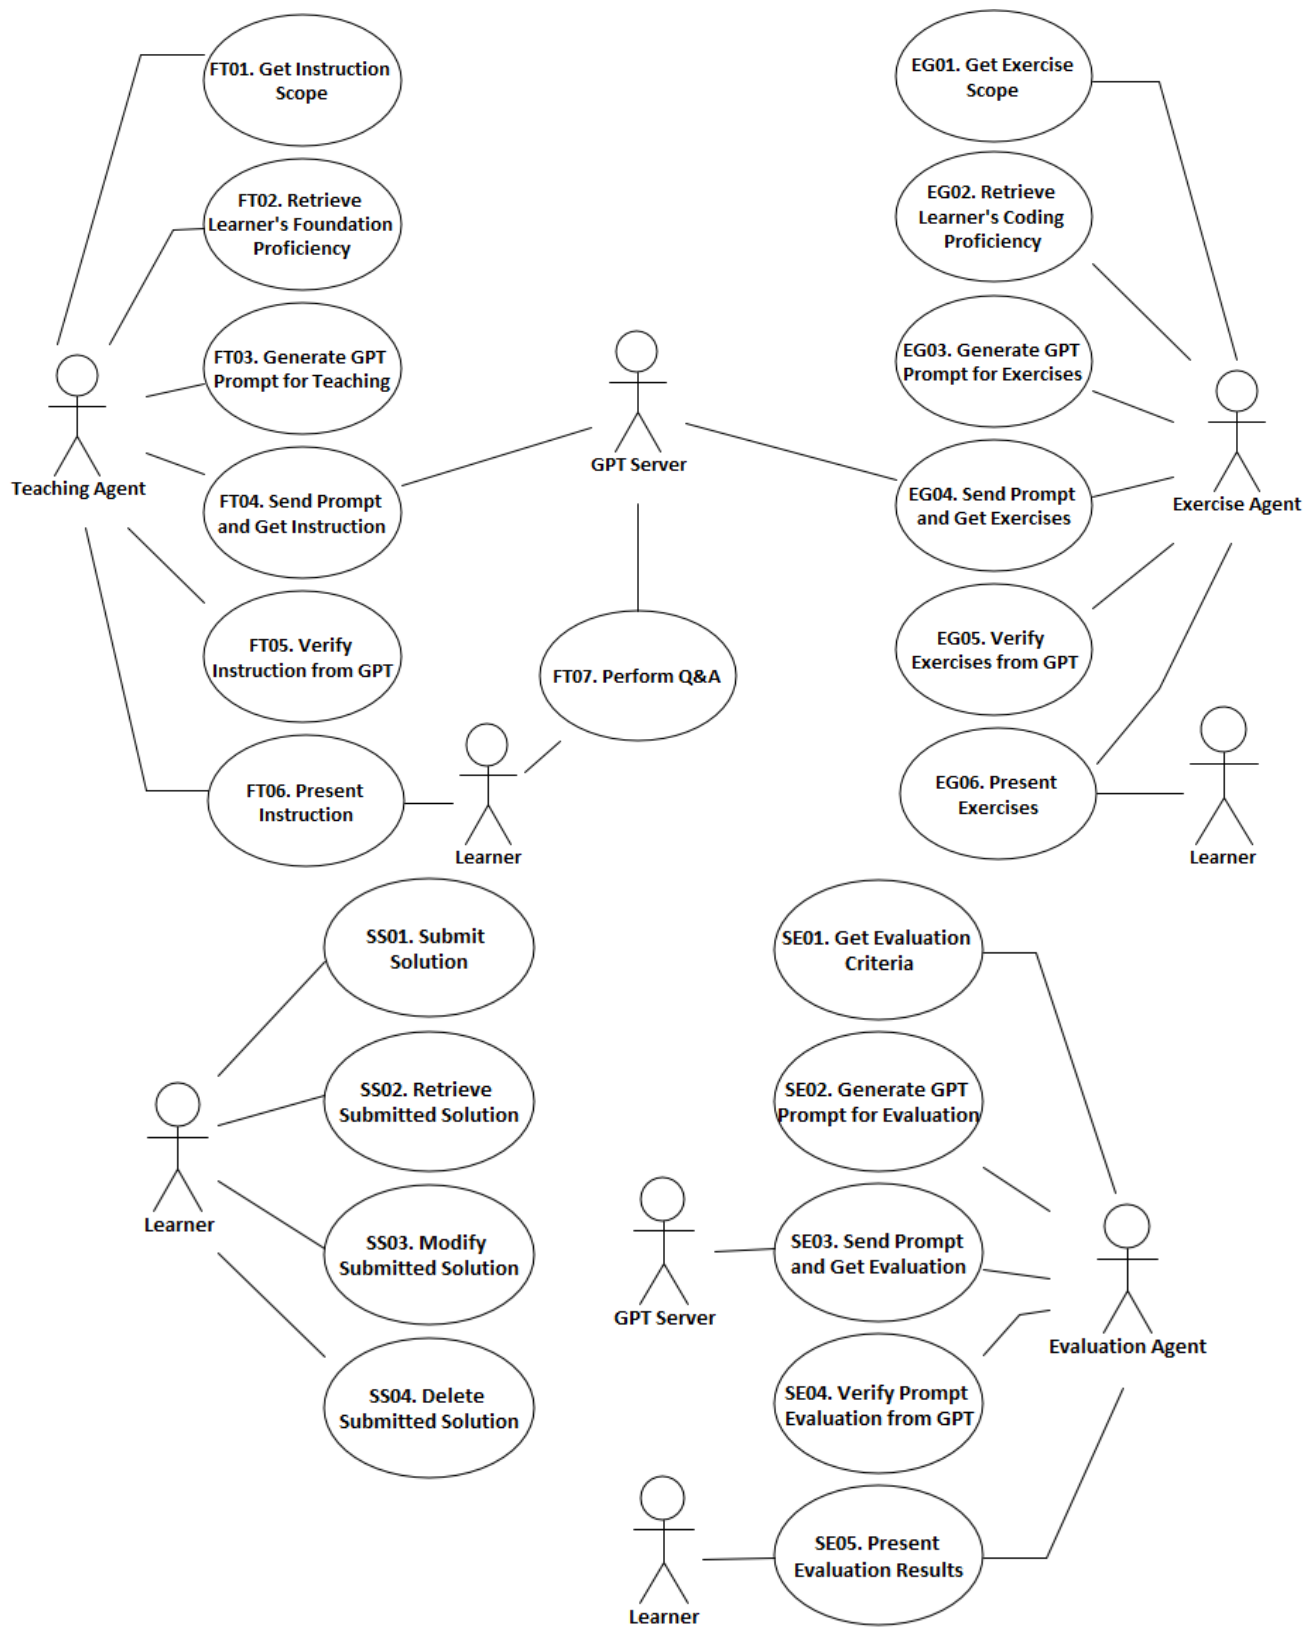 FT01. Get Instruction
Scope
FT02. Retrieve
Learner's Foundation
Proficiency
FT03. Generate GPT
Prompt for Teaching
Teaching Agent
FT04. Send Prompt
and Get Instruction
FT05. Verify
Instruction from GPT
FT06. Present
Instruction
GPT Server
FT07. Perform Q&A
Learner
EG01. Get Exercise
Scope
EG02. Retrieve
Learner's Coding
Proficiency
EG03. Generate GPT
Prompt for Exercises
EG04. Send Prompt
and Get Exercises
Exercise Agent
EG05. Verify
Exercises from GPT
EG06. Present
Exercises
Learner
SS01. Submit
Solution
SS02. Retrieve
Submitted Solution
Learner
SS03. Modify
Submitted Solution
SS04. Delete
Submitted Solution
SE01. Get Evaluation
Criteria
SE02. Generate GPT
Prompt for Evaluation
SE03. Send Prompt
and Get Evaluation
GPT Server
Evaluation Agent
SE04. Verify Prompt
Evaluation from GPT
SE05. Present
Evaluation Results
Learner